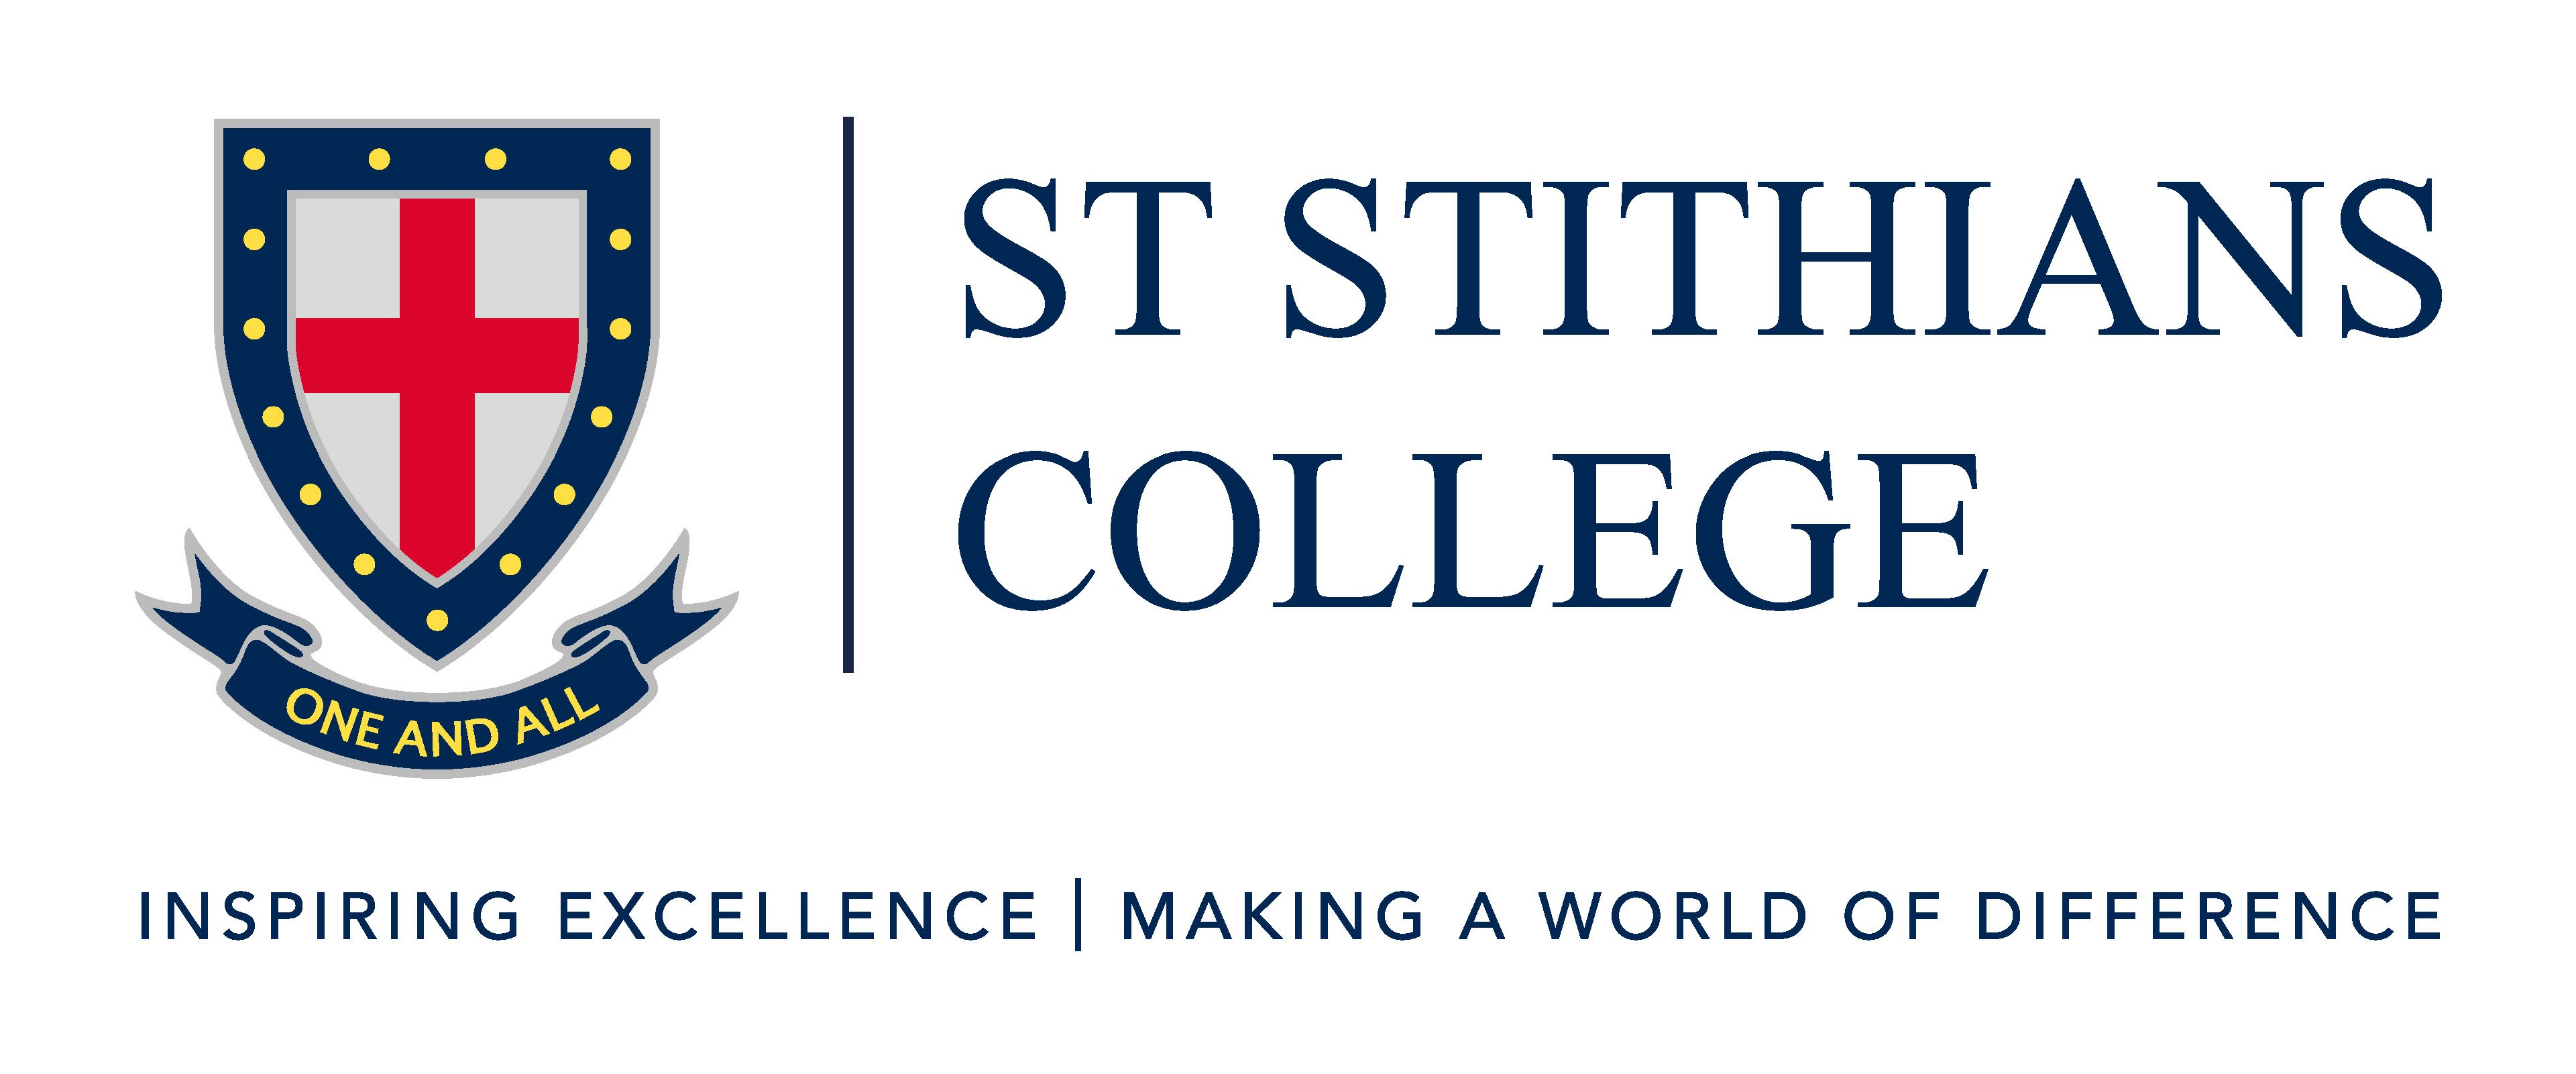 ST STITHIANS
COLLEGE
ONE AND ALL
INSPIRING EXCELLENCE | MAKING A WORLD OF DIFFERENCE